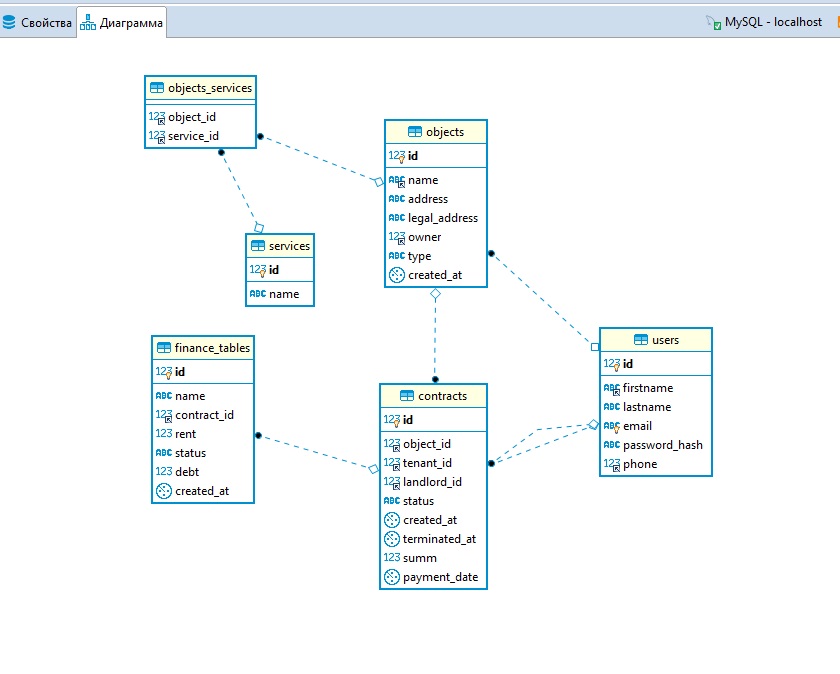 Свойства
Диаграмма
MySQL - localhost
objects_services
123 object_id
123 service_id
objects
123 id
ABC name
ABC address
ABC legal_address
123 owner
ABC type
created_at
services
123 id
ABC name
users
123 id
ABC firstname
ABC lastname
ABC email
ABC password_hash
123 phone
finance_tables
123 id
ABC name
123 contract_id
123 rent
ABC status
123 debt
created_at
contracts
123 id
123 object_id
123 tenant_id
123 landlord_id
ABC status
created_at
terminated_at
123 summ
payment_date